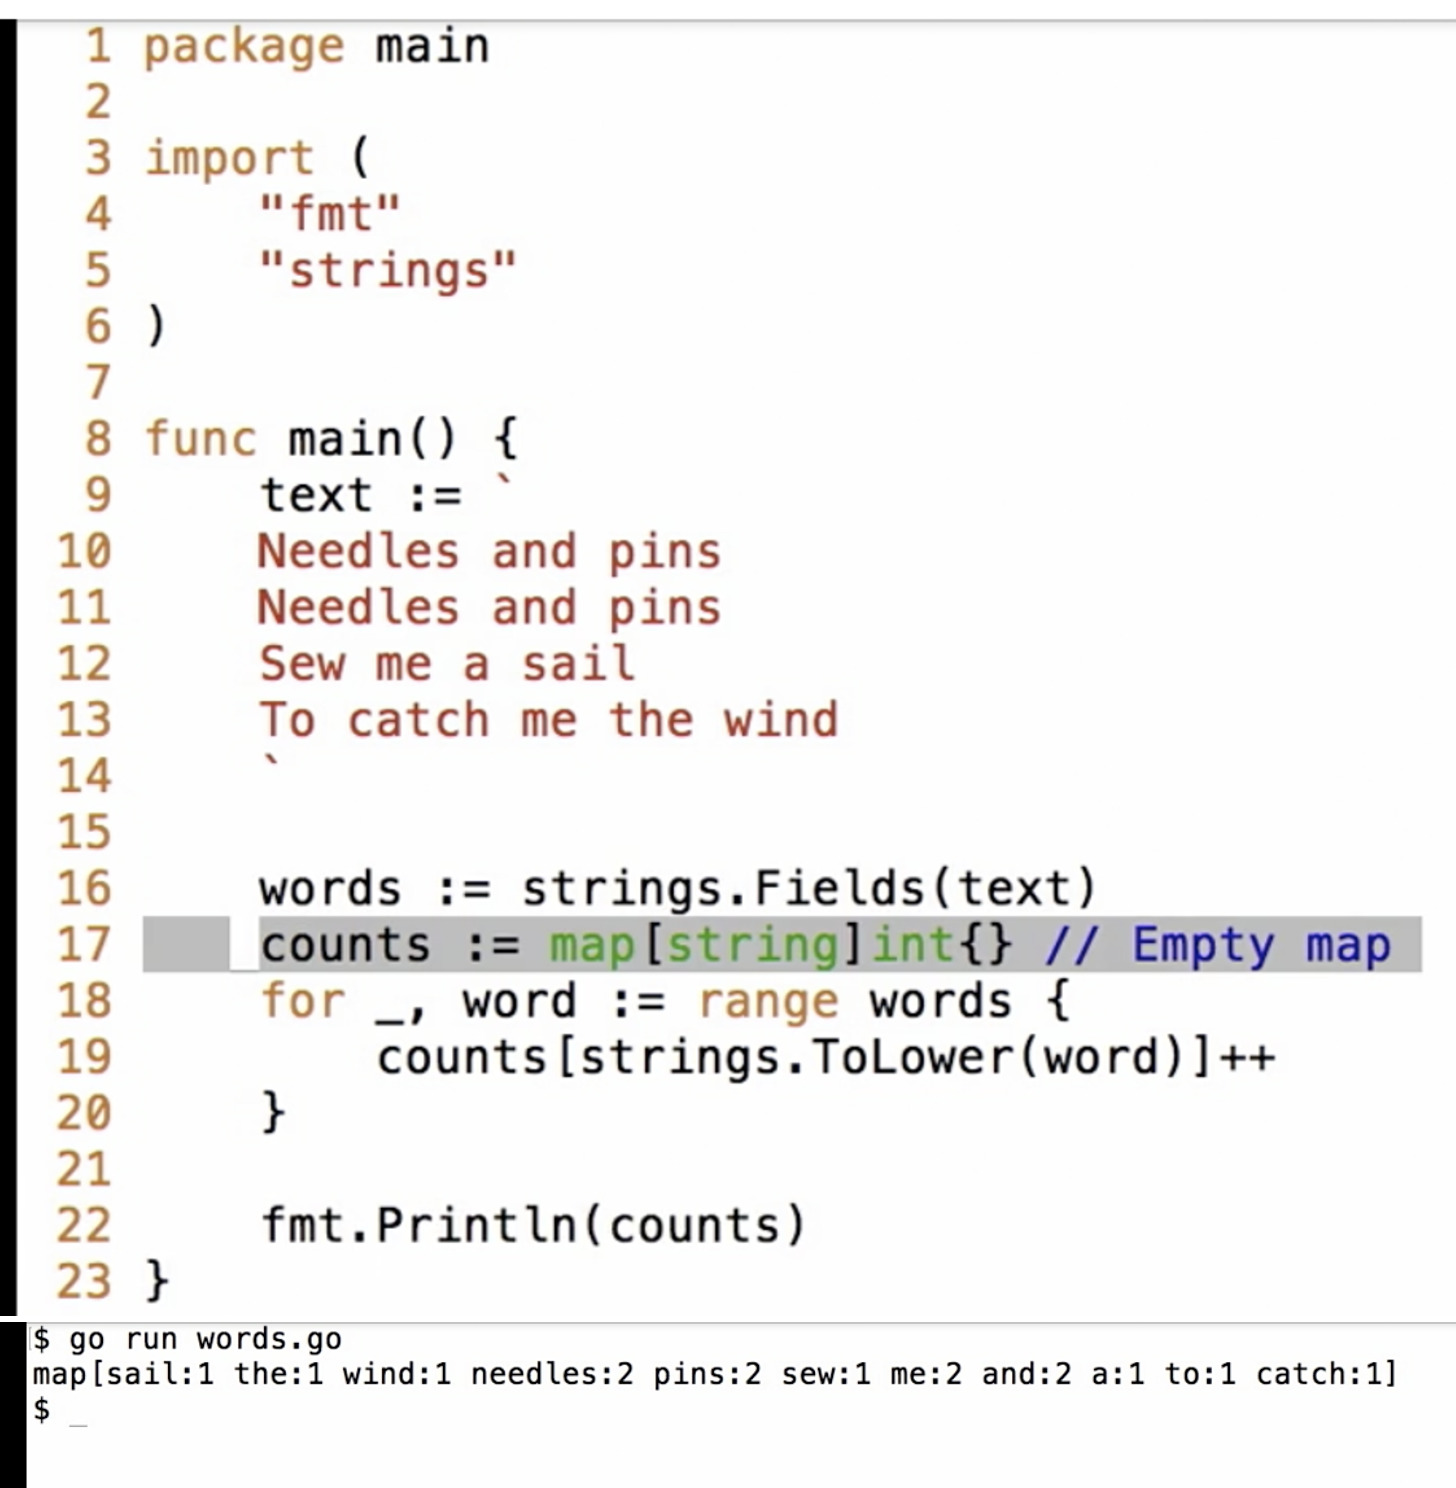 1 package main
2
3 import (
4     "fmt"
5     "strings"
6 )
7
8 func main() {
9     text := `
10     Needles and pins
11     Needles and pins
12     Sew me a sail
13     To catch me the wind
14     `
15
16     words := strings.Fields(text)
17     counts := map[string]int{} // Empty map
18     for _, word := range words {
19         counts[strings.ToLower(word)]++
20     }
21
22     fmt.Println(counts)
23 }
$ go run words.go
map[sail:1 the:1 wind:1 needles:2 pins:2 sew:1 me:2 and:2 a:1 to:1 catch:1]
$ _